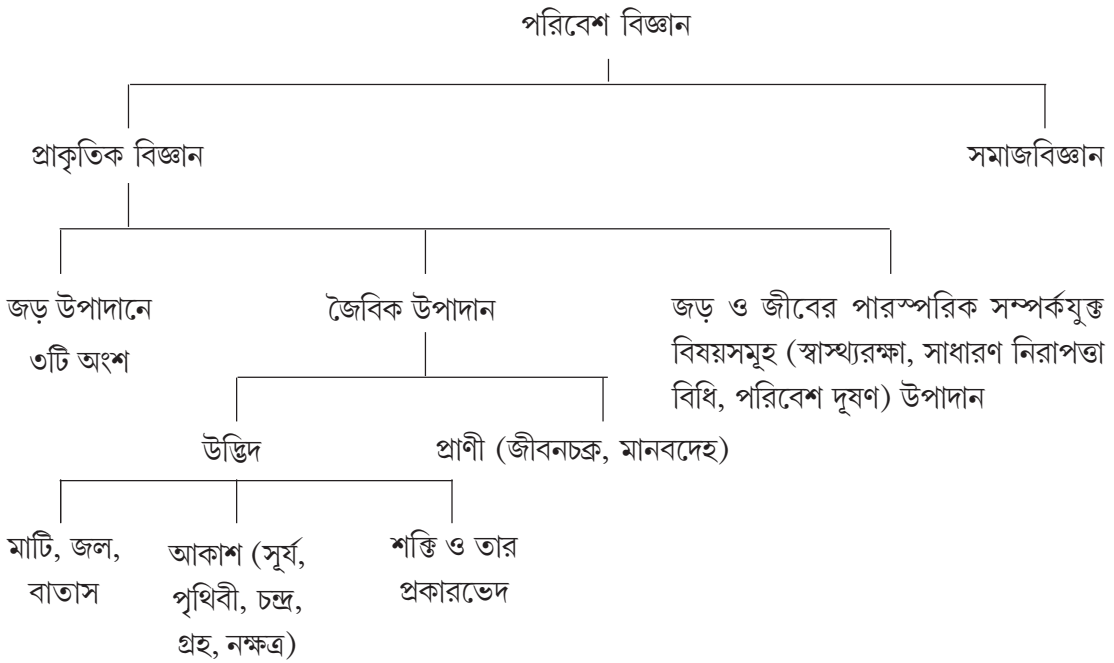 পরিবেশ বিজ্ঞান
প্রাকৃতিক বিজ্ঞান
সমাজবিজ্ঞান
জড় উপাদানে
৩টি অংশ
জৈবিক উপাদান
জড় ও জীবের পারস্পরিক সম্পর্কযুক্ত
বিষয়সমূহ (স্বাস্থ্যরক্ষা, সাধারণ নিরাপত্তা
বিধি, পরিবেশ দূষণ) উপাদান
উদ্ভিদ
প্রাণী (জীবনচক্র, মানবদেহ)
মাটি, জল,
বাতাস
আকাশ (সূর্য,
পৃথিবী, চন্দ্র,
গ্রহ, নক্ষত্র)
শক্তি ও তার
প্রকারভেদ